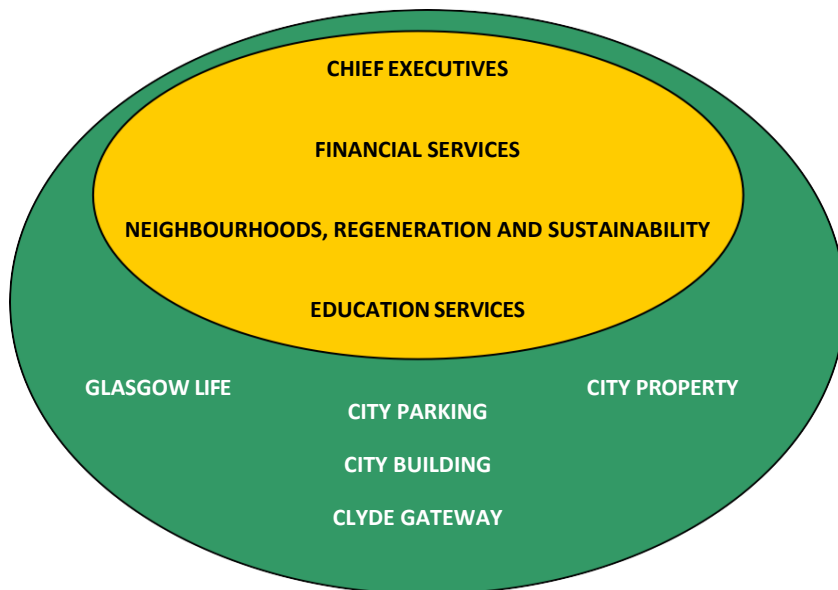 CHIEF EXECUTIVES
FINANCIAL SERVICES
NEIGHBOURHOODS, REGENERATION AND SUSTAINABILITY
EDUCATION SERVICES
GLASGOW LIFE
CITY PROPERTY
CITY PARKING
CITY BUILDING
CLYDE GATEWAY